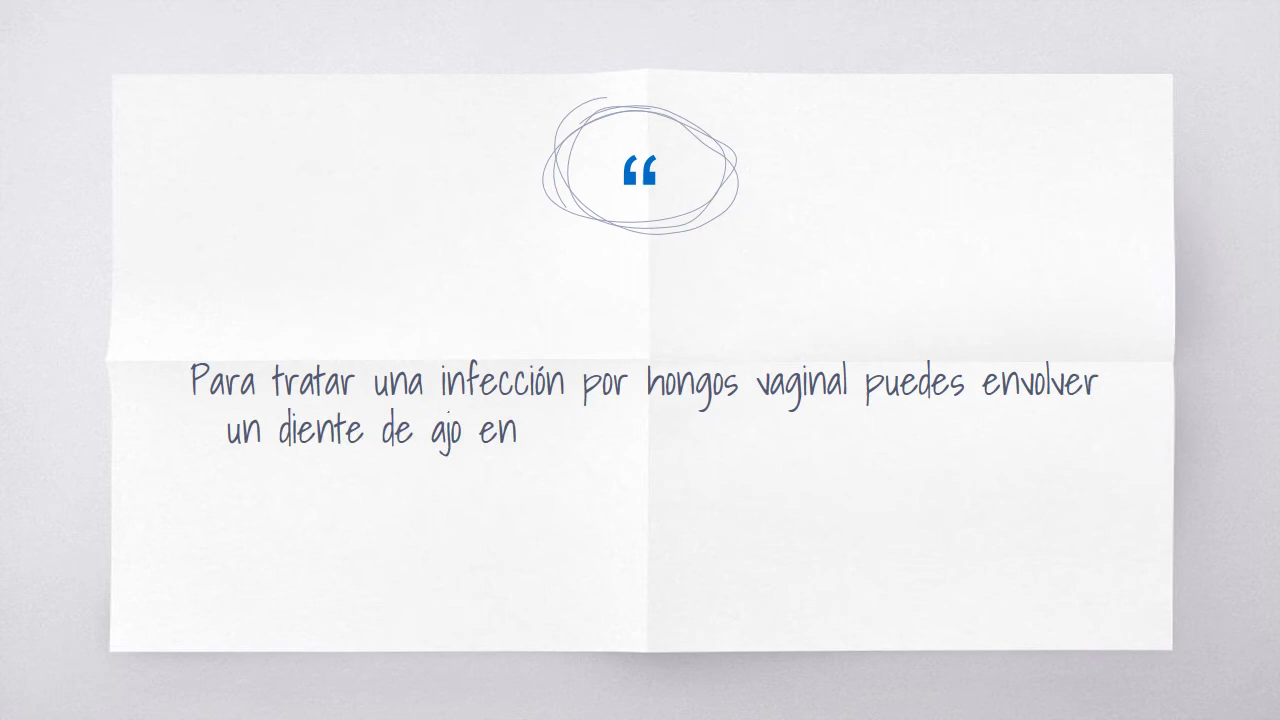 “
Para tratar una infección por hongos vaginal puedes envolver
un diente de ajo en